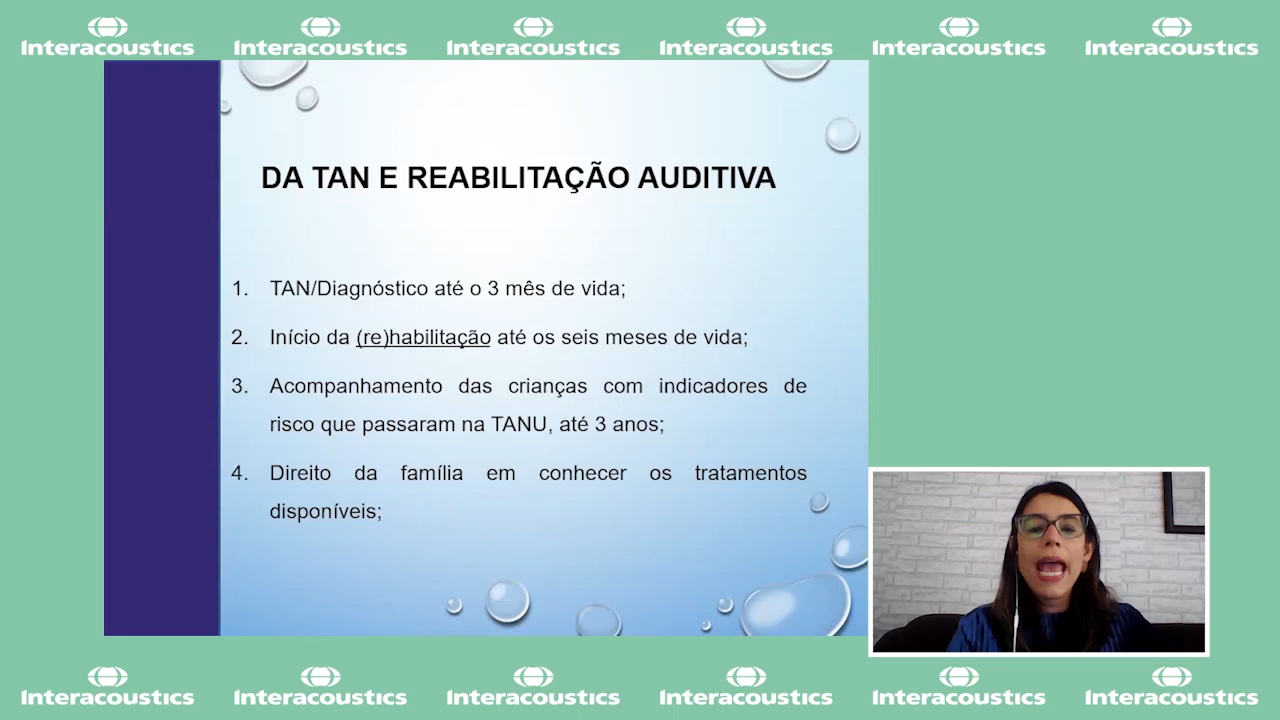 Interacoustics Interacoustics Interacoustics Interacoustics Interacoustics Interacoustics
DA TAN E REABILITAÇÃO AUDITIVA
1. TAN/Diagnóstico até o 3 mês de vida;
2. Início da (re)habilitação até os seis meses de vida;
3. Acompanhamento das crianças com indicadores de
risco que passaram na TANU, até 3 anos;
4. Direito da família em conhecer os tratamentos
disponíveis;
Interacoustics Interacoustics Interacoustics Interacoustics Interacoustics Interacoustics